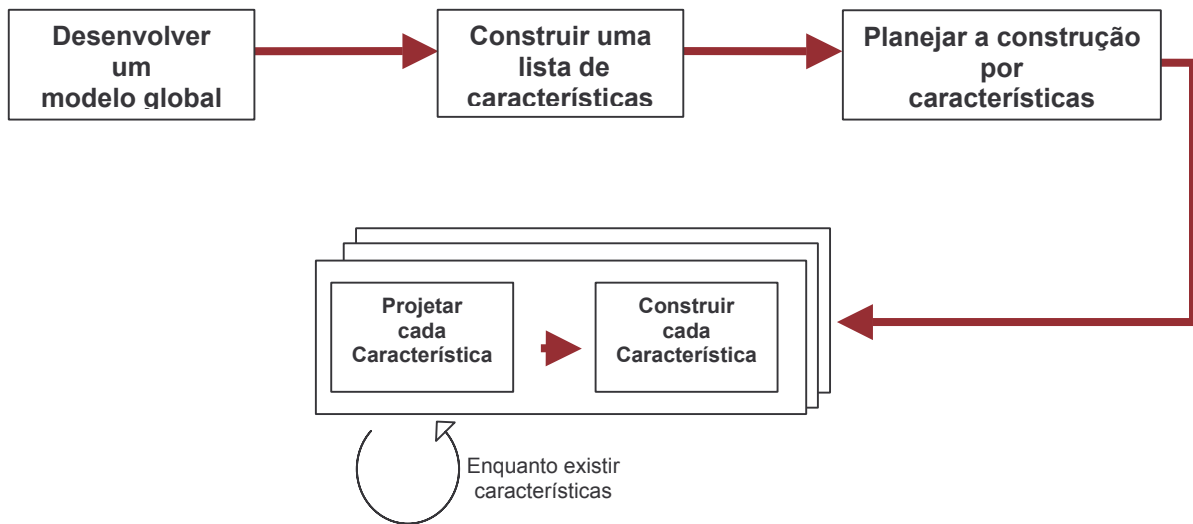 Desenvolver
um
modelo global
Construir uma
lista de
características
Planejar a construção
por
características
Projetar
cada
Característica
Construir
cada
Característica
Enquanto existir
características